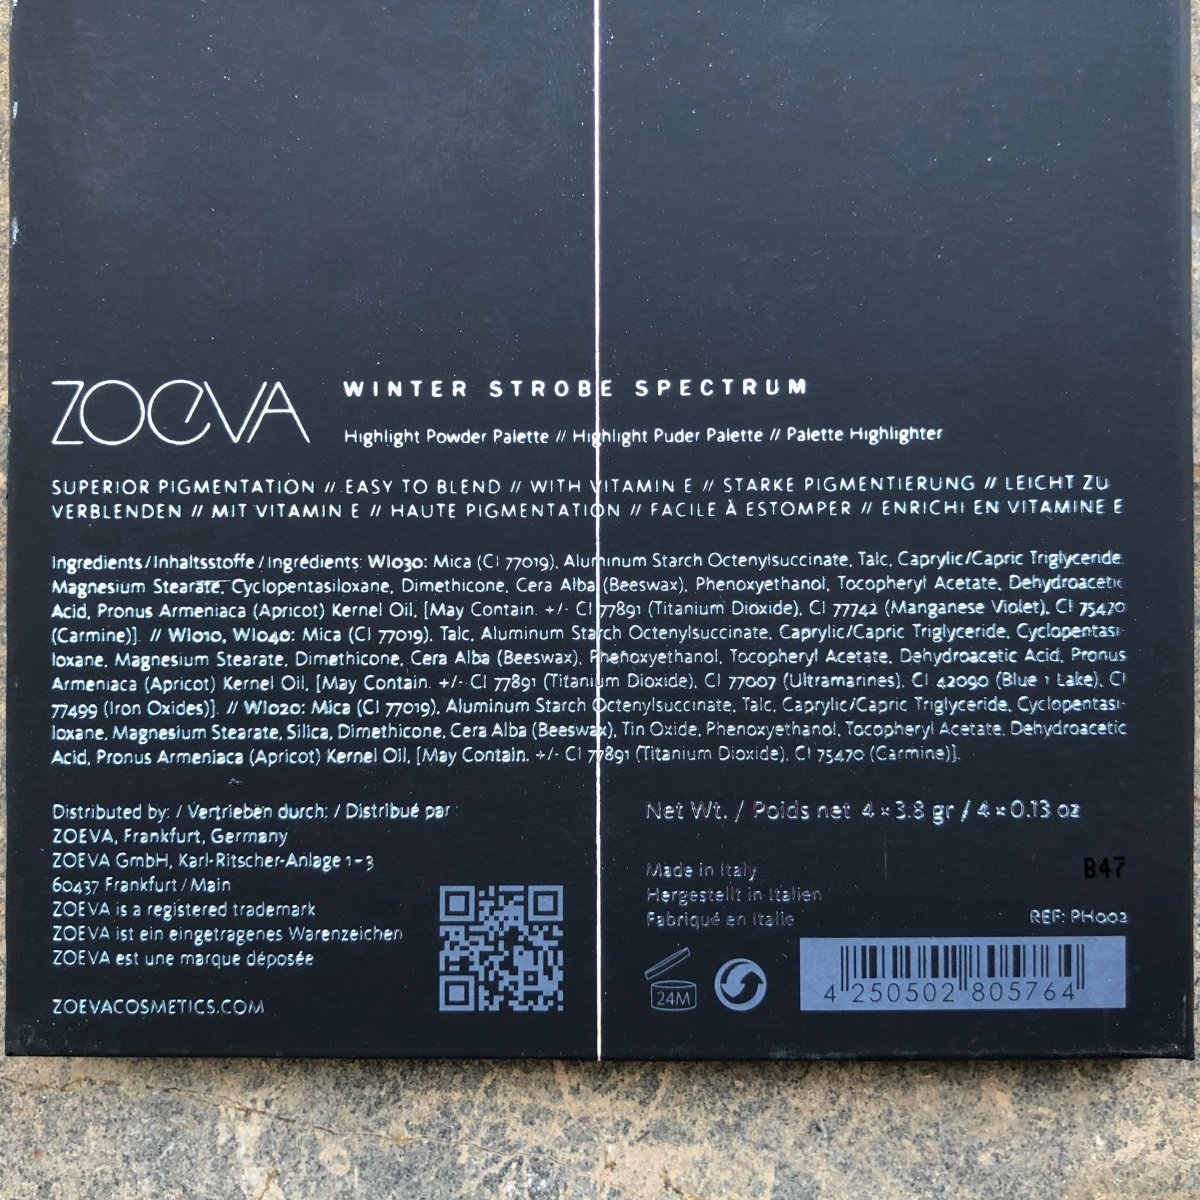 ZOEVA
WINTER STROBE SPECTRUM
Highlight Powder Palette // Highlight Puder Palette // Palette Highlighter
SUPERIOR PIGMENTATION // EASY TO BLEND // WITH VITAMIN E // STARKE PIGMENTIERUNG // LEICHT ZU
VERBLENDEN // MIT VITAMIN E // HAUTE PIGMENTATION // FACILE À ESTOMPER // ENRICHI EN VITAMINE E
Ingredients / Inhaltsstoffe / Ingrédients: WI030: Mica (CI 77019), Aluminum Starch Octenylsuccinate, Talc, Caprylic/Capric Triglyceride
Magnesium Stearate, Cyclopentasiloxane, Dimethicone, Cera Alba (Beeswax), Phenoxyethanol, Tocopheryl Acetate, Dehydroacetic
Acid, Pronus Armeniaca (Apricot) Kernel Oil, [May Contain. +/- CI 77891 (Titanium Dioxide), CI 77742 (Manganese Violet), CI 75470
(Carmine)]. // WI010, WI040: Mica (CI 77019), Talc, Aluminum Starch Octenylsuccinate, Caprylic/Capric Triglyceride, Cyclopentasi-
loxane, Magnesium Stearate, Dimethicone, Cera Alba (Beeswax), Phenoxyethanol, Tocopheryl Acetate, Dehydroacetic Acid, Pronus
Armeniaca (Apricot) Kernel Oil, [May Contain. +/-: CI 77891 (Titanium Dioxide), CI 77007 (Ultramarines), CI 42090 (Blue 1 Lake), CI
77499 (Iron Oxides)]. // WI020: Mica (CI 77019), Aluminum Starch Octenylsuccinate, Talc, Caprylic/Capric Triglyceride, Cyclopentasi-
loxane, Magnesium Stearate, Silica, Dimethicone, Cera Alba (Beeswax), Tin Oxide, Phenoxyethanol, Tocopheryl Acetate, Dehydroacetic
Acid, Pronus Armeniaca (Apricot) Kernel Oil, [May Contain. +/- CI 77891 (Titanium Dioxide), CI 75470 (Carmine)].
Distributed by: / Vertrieben durch: / Distribué par
ZOEVA, Frankfurt, Germany
ZOEVA GmbH, Karl-Ritscher-Anlage 1-3
60437 Frankfurt / Main
ZOEVA is a registered trademark
ZOEVA ist ein eingetragenes Warenzeichen
ZOEVA est une marque déposée
ZOEVACOSMETICS.COM
Net Wt. / Poids net 4 x 3.8 gr / 4 x 0.13 oz
Made in Italy
Hergestellt in Italien
Fabriqué en Italie
B47
REF: PH002
24M
4 250502 805764